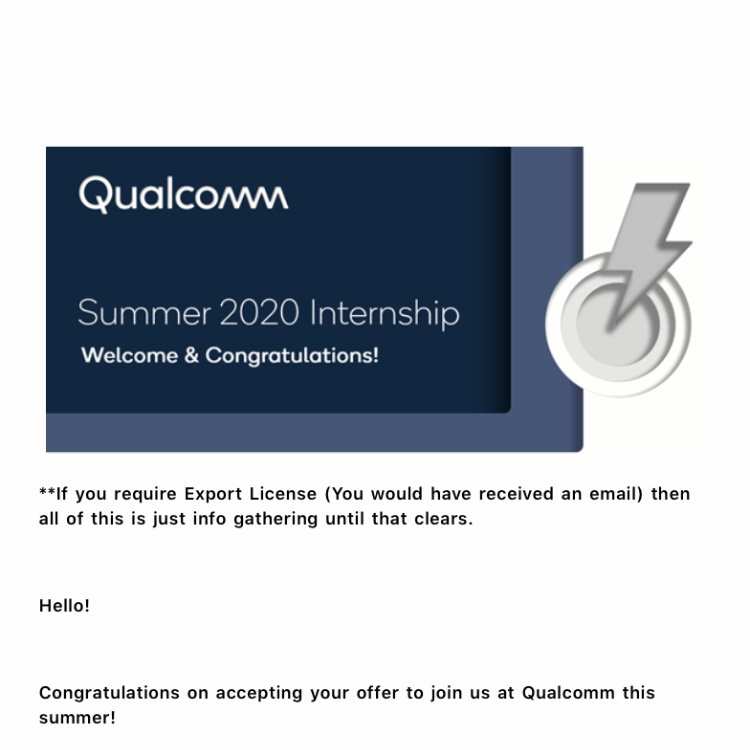 Qualcomm
Summer 2020 Internship
Welcome & Congratulations!
**If you require Export License (You would have received an email) then
all of this is just info gathering until that clears.
Hello!
Congratulations on accepting your offer to join us at Qualcomm this
summer!